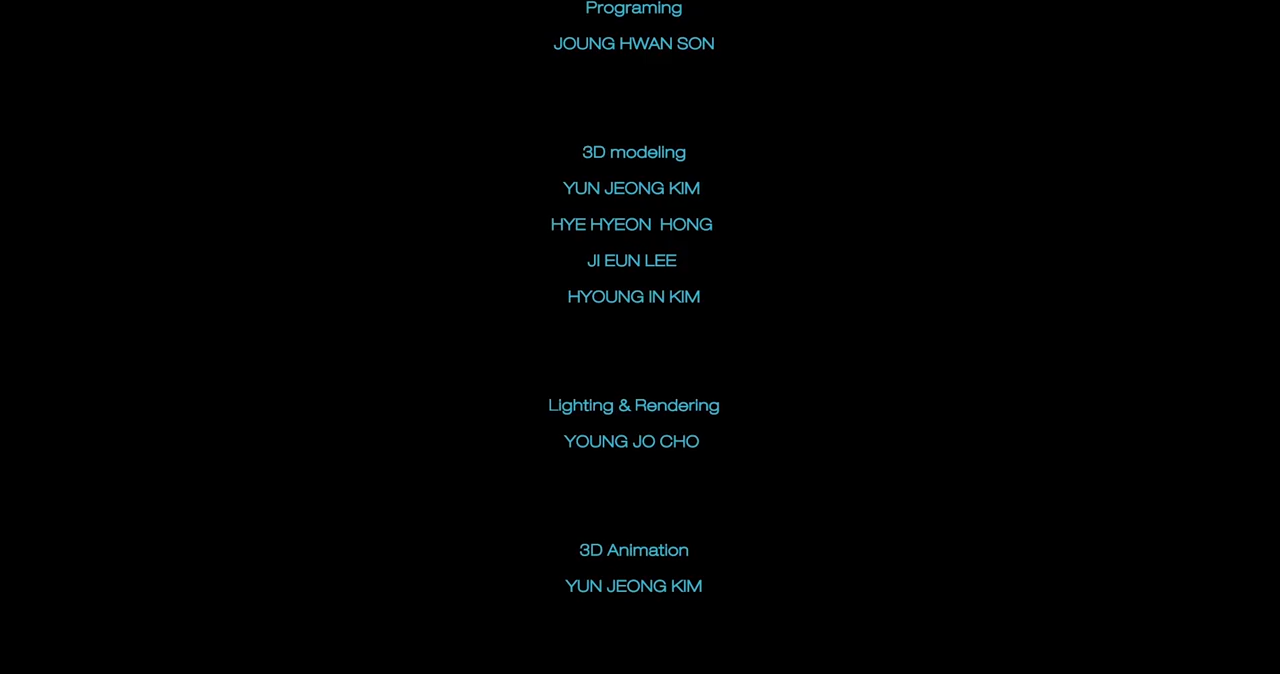 Programing
JOUNG HWAN SON
3D modeling
YUN JEONG KIM
HYE HYEON  HONG
JI EUN LEE
HYOUNG IN KIM
Lighting & Rendering
YOUNG JO CHO
3D Animation
YUN JEONG KIM